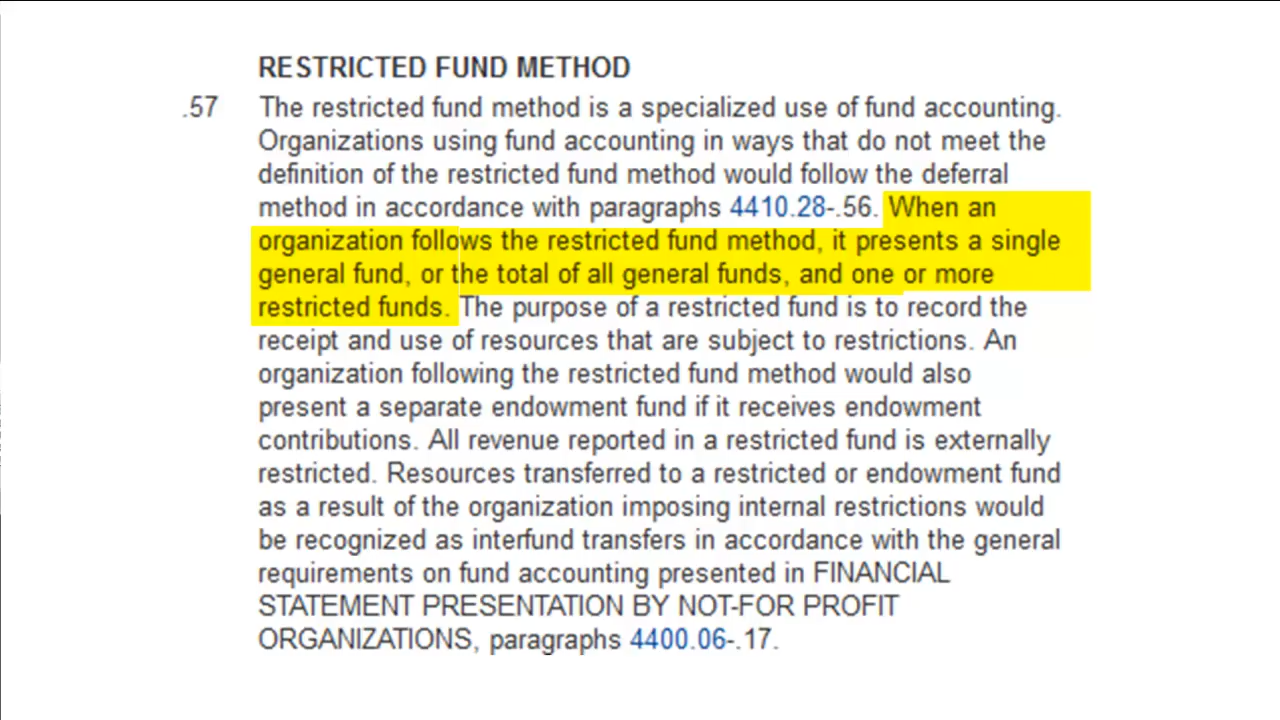 RESTRICTED FUND METHOD
.57 The restricted fund method is a specialized use of fund accounting.
Organizations using fund accounting in ways that do not meet the
definition of the restricted fund method would follow the deferral
method in accordance with paragraphs 4410.28-.56. When an
organization follows the restricted fund method, it presents a single
general fund, or the total of all general funds, and one or more
restricted funds. The purpose of a restricted fund is to record the
receipt and use of resources that are subject to restrictions. An
organization following the restricted fund method would also
present a separate endowment fund if it receives endowment
contributions. All revenue reported in a restricted fund is externally
restricted. Resources transferred to a restricted or endowment fund
as a result of the organization imposing internal restrictions would
be recognized as interfund transfers in accordance with the general
requirements on fund accounting presented in FINANCIAL
STATEMENT PRESENTATION BY NOT-FOR PROFIT
ORGANIZATIONS, paragraphs 4400.06-.17.